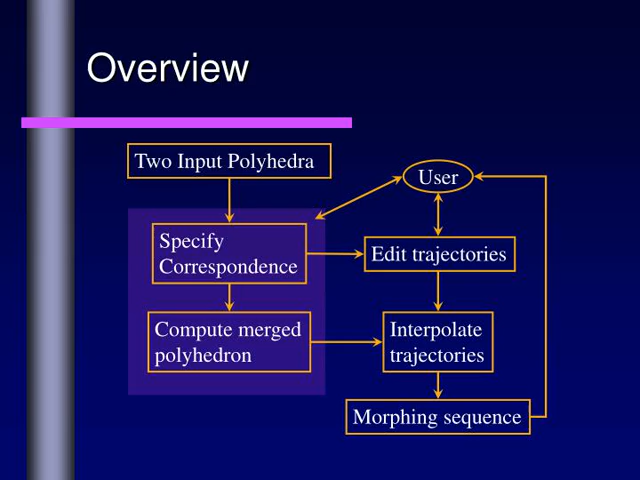 Overview
Two Input Polyhedra
User
Specify
Correspondence
Edit trajectories
Compute merged
polyhedron
Interpolate
trajectories
Morphing sequence